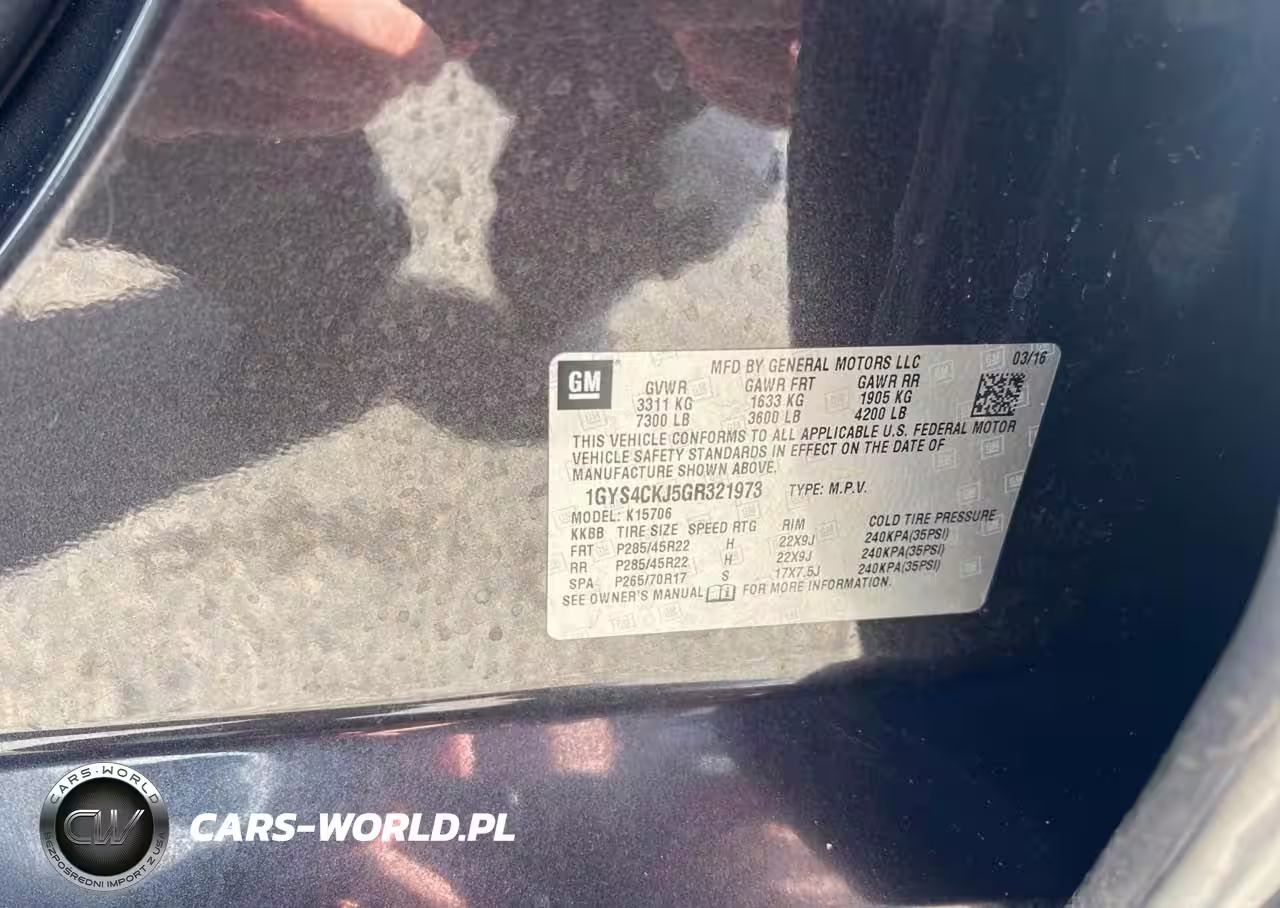 GM
MFD BY GENERAL MOTORS LLC 03/16
GVWR GAWR FRT GAWR RR
3311 KG 1633 KG 1905 KG
7300 LB 3600 LB 4200 LB
THIS VEHICLE CONFORMS TO ALL APPLICABLE U.S. FEDERAL MOTOR
VEHICLE SAFETY STANDARDS IN EFFECT ON THE DATE OF
MANUFACTURE SHOWN ABOVE.
1GYS4CKJ5GR321973 TYPE: M.P.V.
MODEL: K15706
KKBB TIRE SIZE SPEED RTG RIM COLD TIRE PRESSURE
FRT P285/45R22 H 22X9J 240KPA(35PSI)
RR P285/45R22 H 22X9J 240KPA(35PSI)
SPA P265/70R17 S 17X7.5J 240KPA(35PSI)
SEE OWNER'S MANUAL FOR MORE INFORMATION.
CARS-WORLD
CW
BEZPOŚREDNI IMPORT Z USA
CARS-WORLD.PL